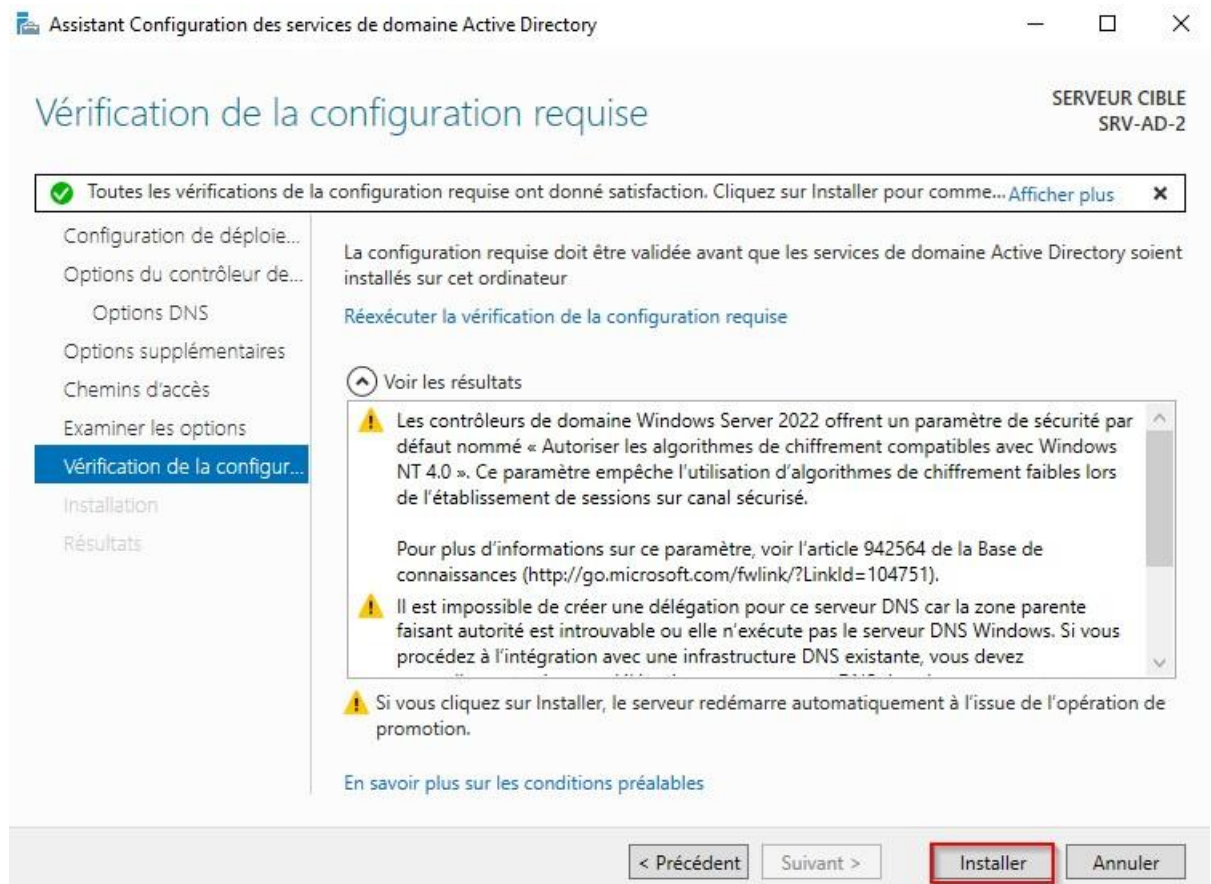 Assistant Configuration des services de domaine Active Directory
Vérification de la configuration requise
SERVEUR CIBLE
SRV-AD-2
Toutes les vérifications de la configuration requise ont donné satisfaction. Cliquez sur Installer pour comme... Afficher plus
Configuration de déploie...
Options du contrôleur de...
Options DNS
Options supplémentaires
Chemins d'accès
Examiner les options
Vérification de la configur...
Installation
Résultats
La configuration requise doit être validée avant que les services de domaine Active Directory soient
installés sur cet ordinateur
Réexécuter la vérification de la configuration requise
Voir les résultats
Les contrôleurs de domaine Windows Server 2022 offrent un paramètre de sécurité par
défaut nommé « Autoriser les algorithmes de chiffrement compatibles avec Windows
NT 4.0 ». Ce paramètre empêche l'utilisation d'algorithmes de chiffrement faibles lors
de l'établissement de sessions sur canal sécurisé.
Pour plus d'informations sur ce paramètre, voir l'article 942564 de la Base de
connaissances (http://go.microsoft.com/fwlink/?LinkId=104751).
Il est impossible de créer une délégation pour ce serveur DNS car la zone parente
faisant autorité est introuvable ou elle n'exécute pas le serveur DNS Windows. Si vous
procédez à l'intégration avec une infrastructure DNS existante, vous devez
Si vous cliquez sur Installer, le serveur redémarre automatiquement à l'issue de l'opération de
promotion.
En savoir plus sur les conditions préalables
< Précédent
Suivant >
Installer
Annuler